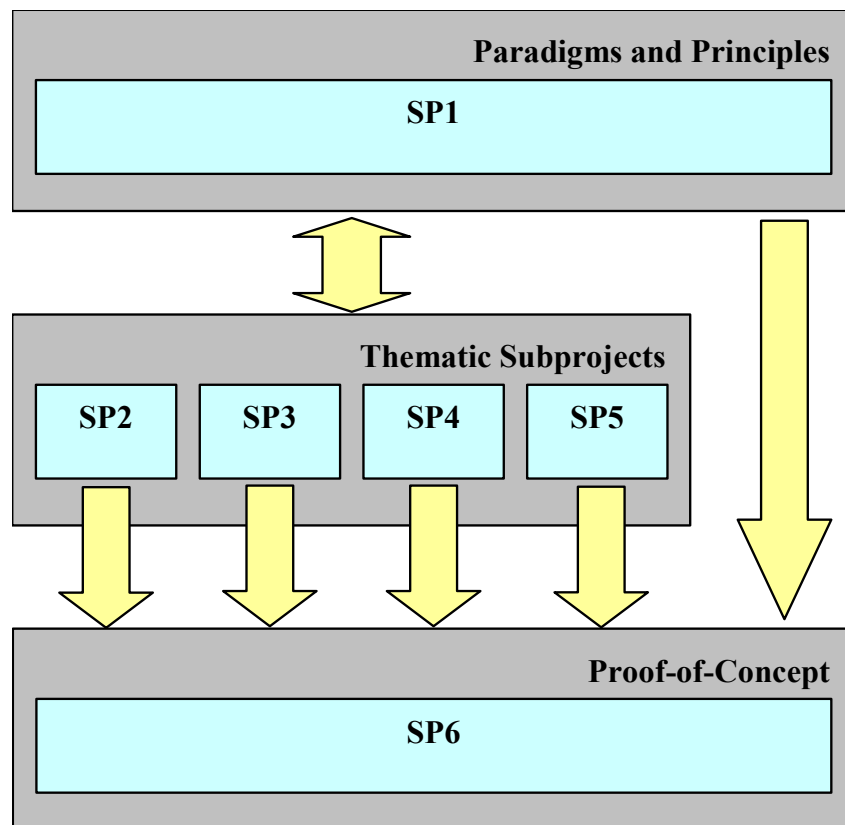 Paradigms and Principles
SP1
Thematic Subprojects
SP2 SP3 SP4 SP5
Proof-of-Concept
SP6